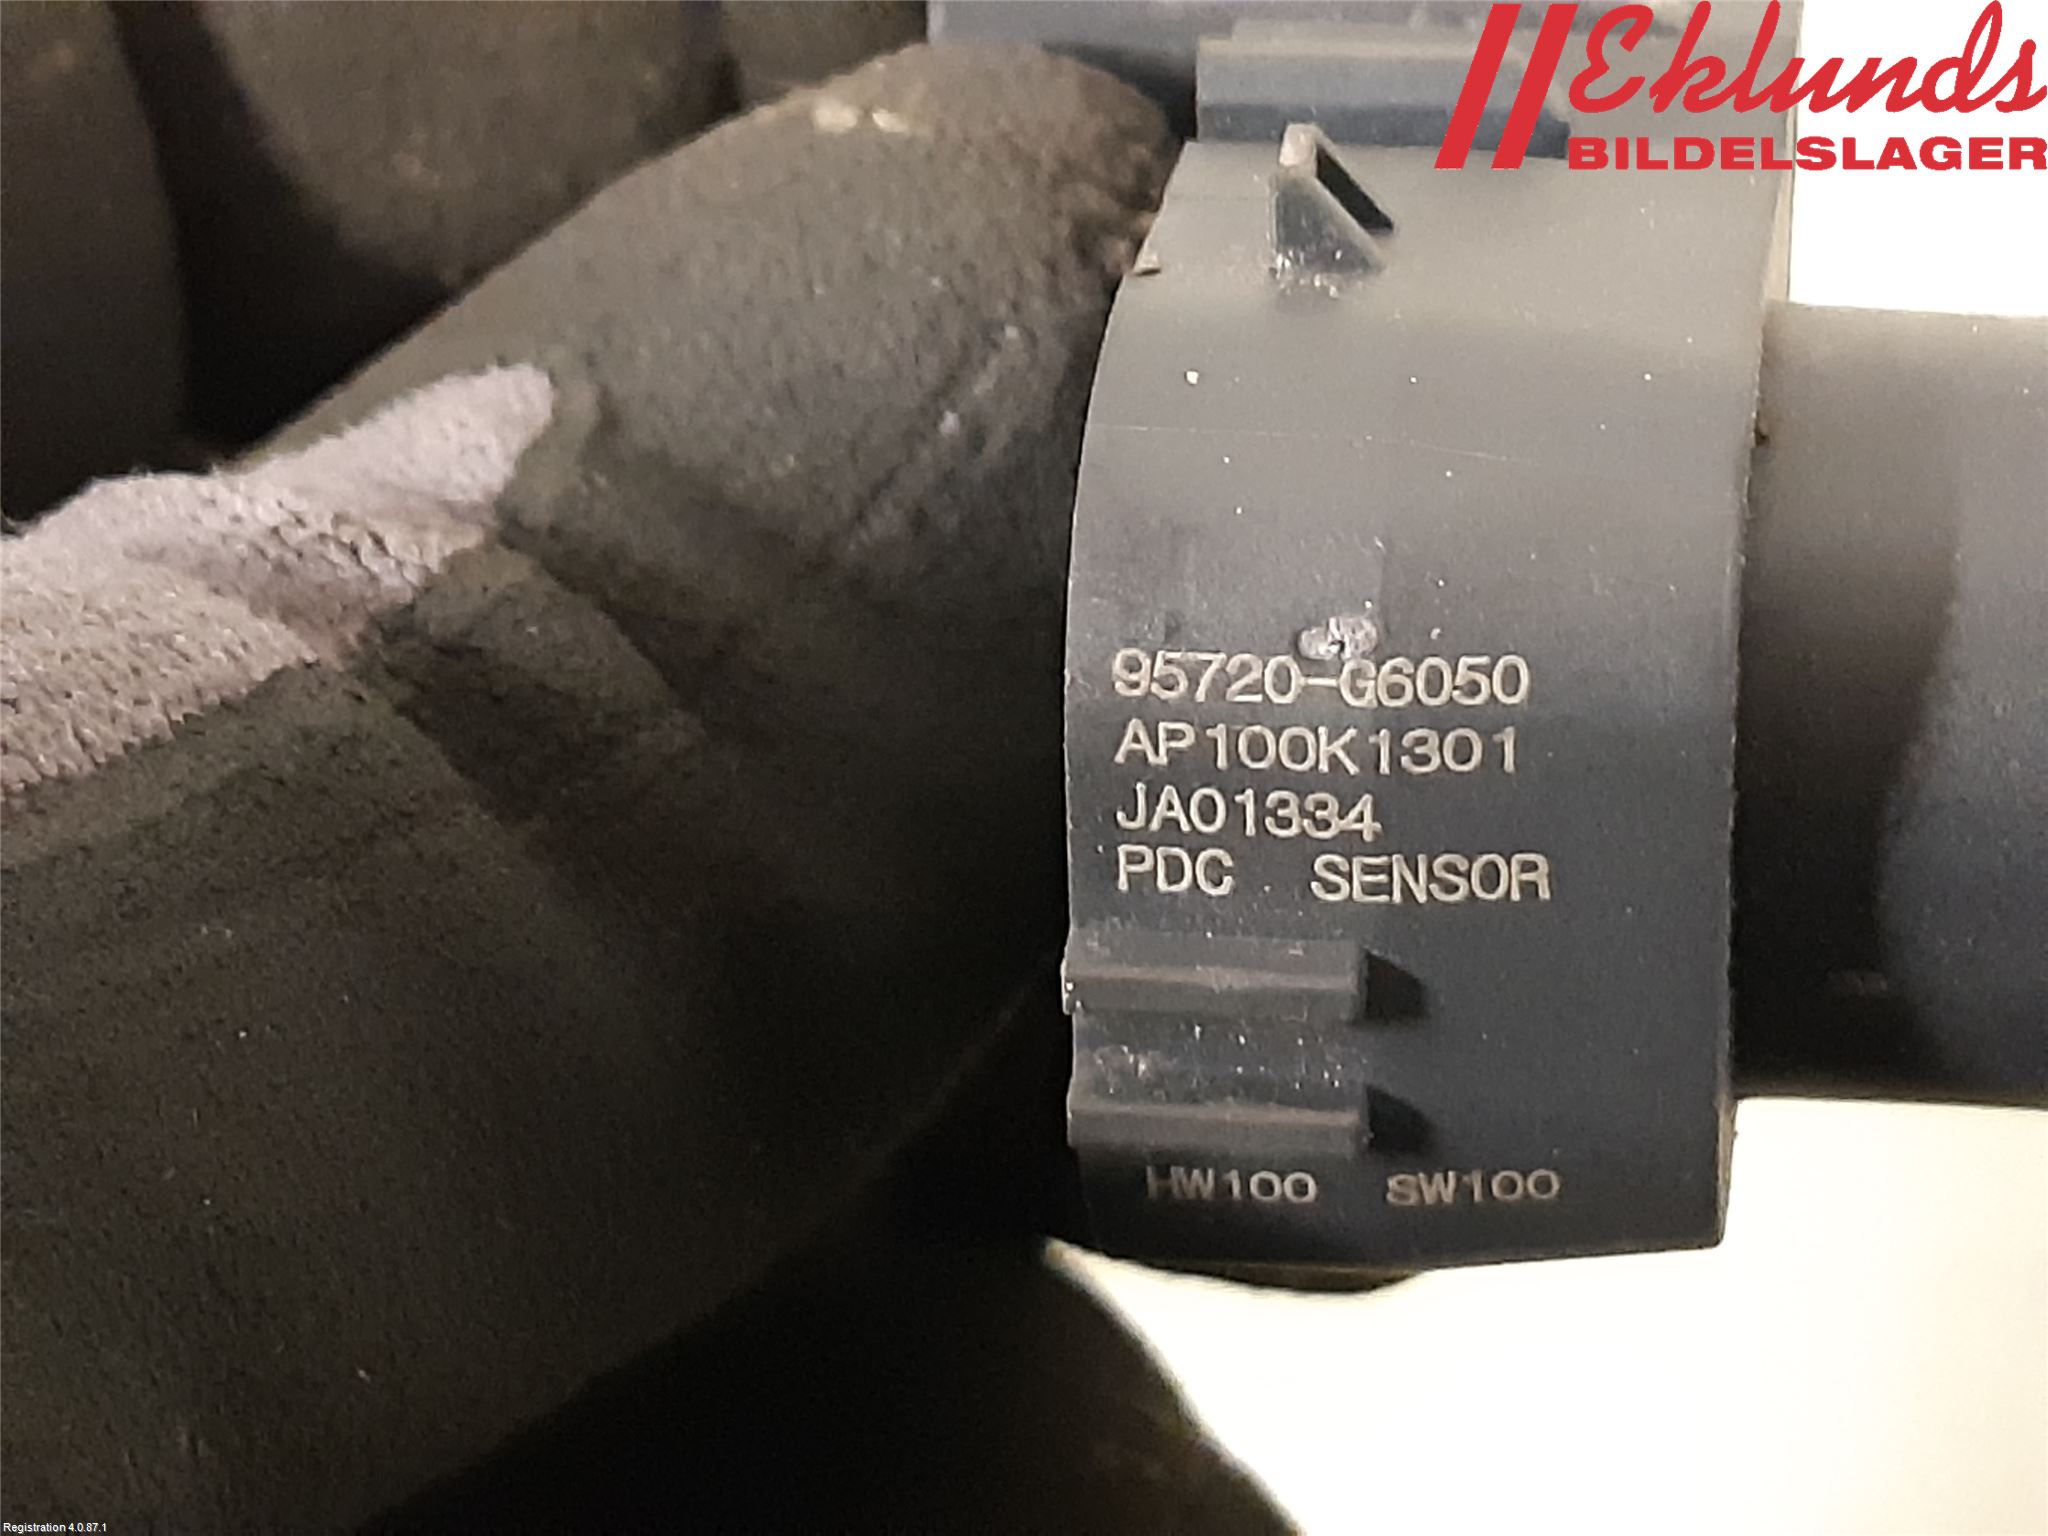 Eklunds
BILDELSLAGER
95720-G6050
AP100K1301
JA01334
PDC SENSOR
HW100 SW100
Registration 4.0.87.1